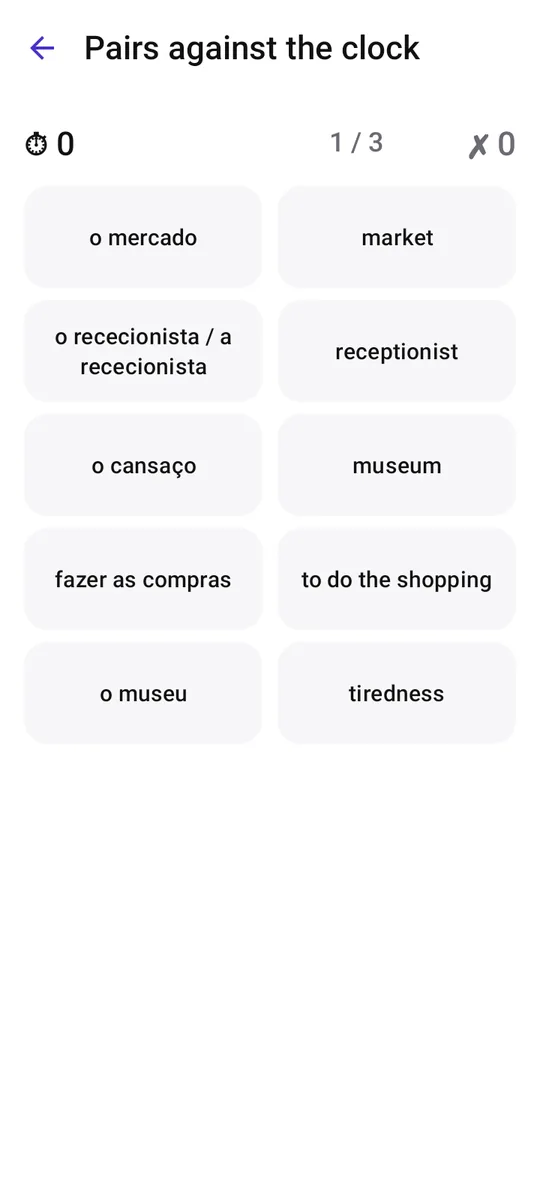 Pairs against the clock
0
1 / 3
✗ 0
o mercado
market
o rececionista / a
rececionista
receptionist
o cansaço
museum
fazer as compras
to do the shopping
o museu
tiredness